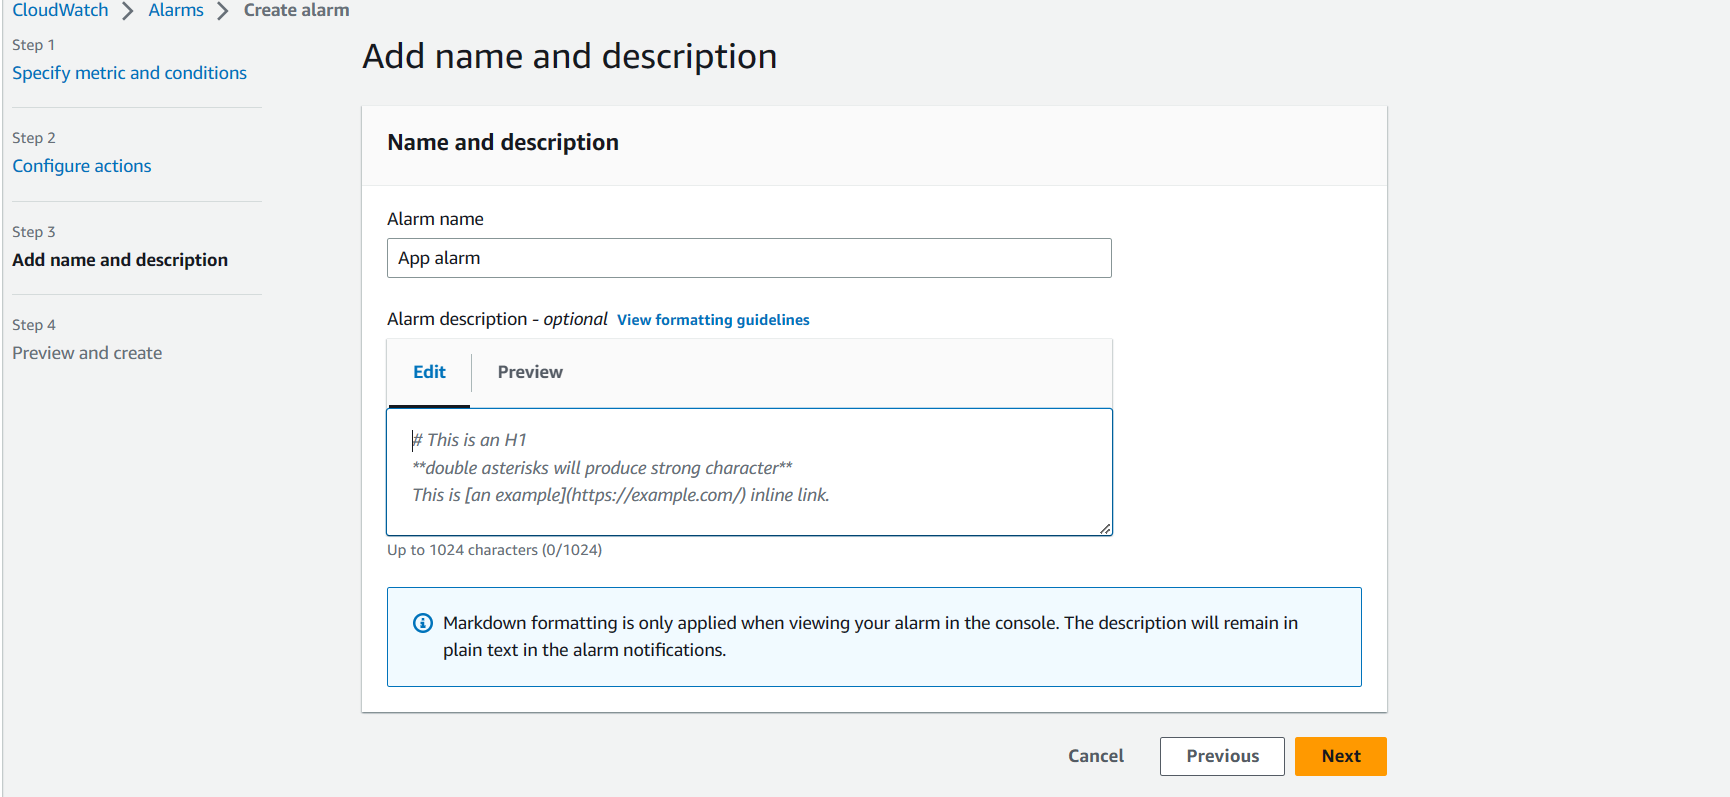 CloudWatch > Alarms > Create alarm
Step 1
Specify metric and conditions
Step 2
Configure actions
Step 3
Add name and description
Step 4
Preview and create
Add name and description
Name and description
Alarm name
App alarm
Alarm description - optional View formatting guidelines
Edit Preview
# This is an H1
**double asterisks will produce strong character**
This is [an example](https://example.com/) inline link.
Up to 1024 characters (0/1024)
Markdown formatting is only applied when viewing your alarm in the console. The description will remain in
plain text in the alarm notifications.
Cancel Previous Next